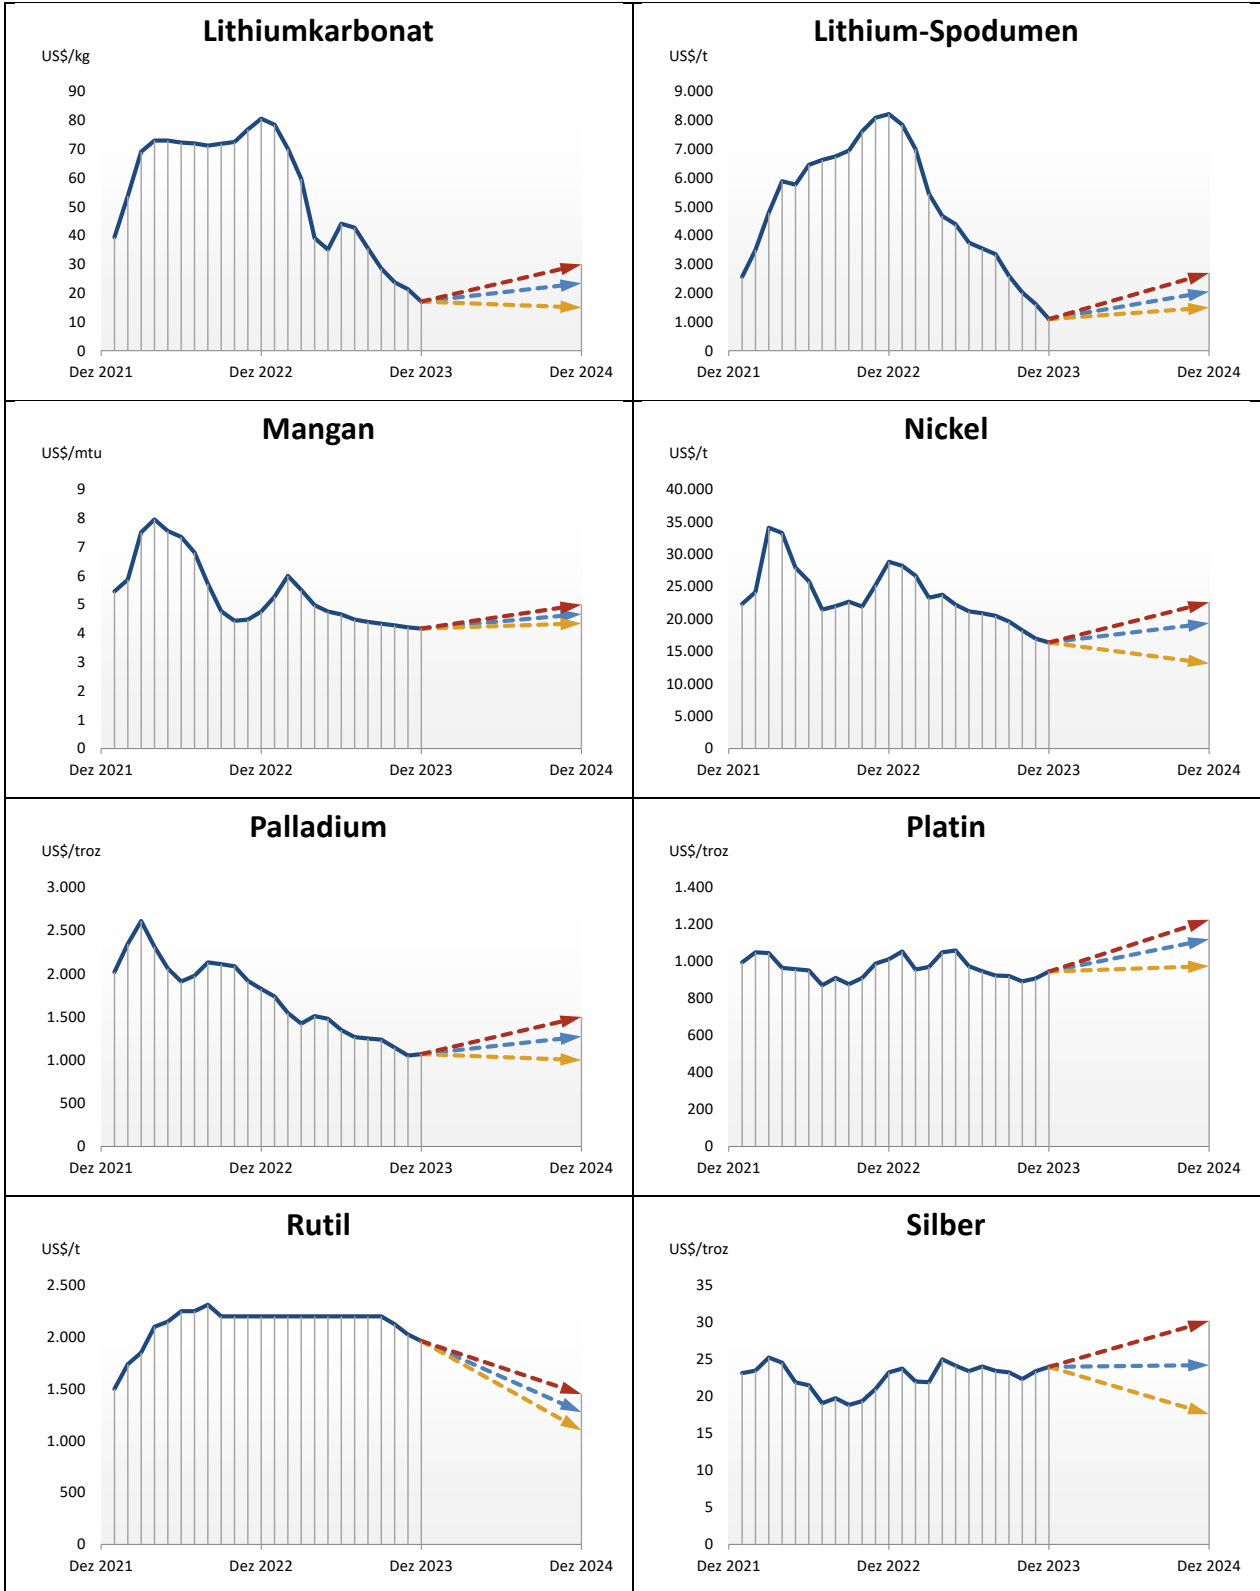 Lithiumkarbonat
US$/kg
90
80
70
60
50
40
30
20
10
0
Dez 2021 Dez 2022 Dez 2023 Dez 2024
Lithium-Spodumen
US$/t
9.000
8.000
7.000
6.000
5.000
4.000
3.000
2.000
1.000
0
Dez 2021 Dez 2022 Dez 2023 Dez 2024
Mangan
US$/mtu
9
8
7
6
5
4
3
2
1
0
Dez 2021 Dez 2022 Dez 2023 Dez 2024
Nickel
US$/t
40.000
35.000
30.000
25.000
20.000
15.000
10.000
5.000
0
Dez 2021 Dez 2022 Dez 2023 Dez 2024
Palladium
US$/troz
3.000
2.500
2.000
1.500
1.000
500
0
Dez 2021 Dez 2022 Dez 2023 Dez 2024
Platin
US$/troz
1.400
1.200
1.000
800
600
400
200
0
Dez 2021 Dez 2022 Dez 2023 Dez 2024
Rutil
US$/t
2.500
2.000
1.500
1.000
500
0
Dez 2021 Dez 2022 Dez 2023 Dez 2024
Silber
US$/troz
35
30
25
20
15
10
5
0
Dez 2021 Dez 2022 Dez 2023 Dez 2024